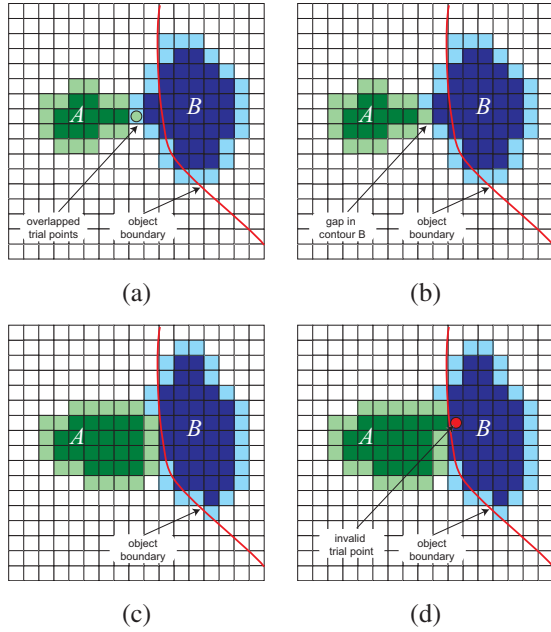 A
B
overlapped
trial points
object
boundary
(a)
A
B
gap in
contour B
object
boundary
(b)
A
B
object
boundary
(c)
A
B
invalid
trial point
object
boundary
(d)